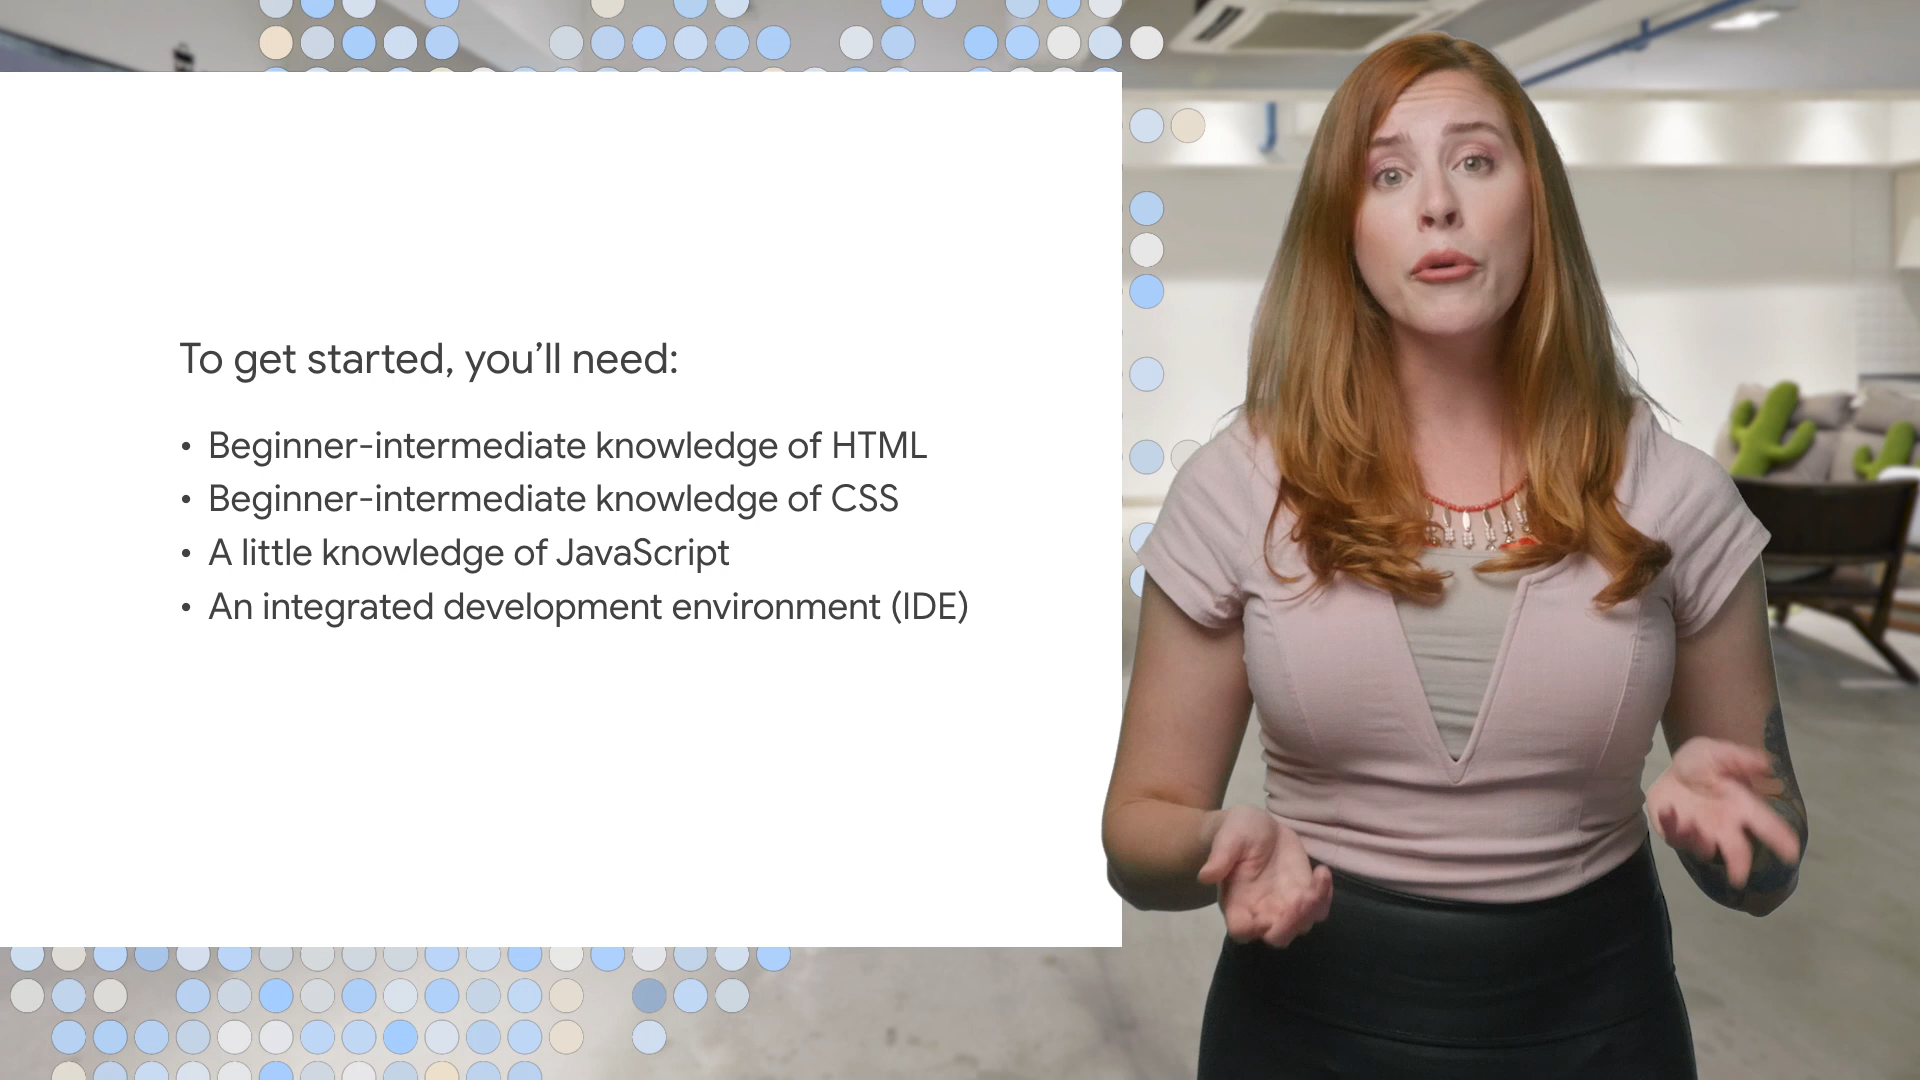 To get started, you’ll need:
• Beginner-intermediate knowledge of HTML
• Beginner-intermediate knowledge of CSS
• A little knowledge of JavaScript
• An integrated development environment (IDE)